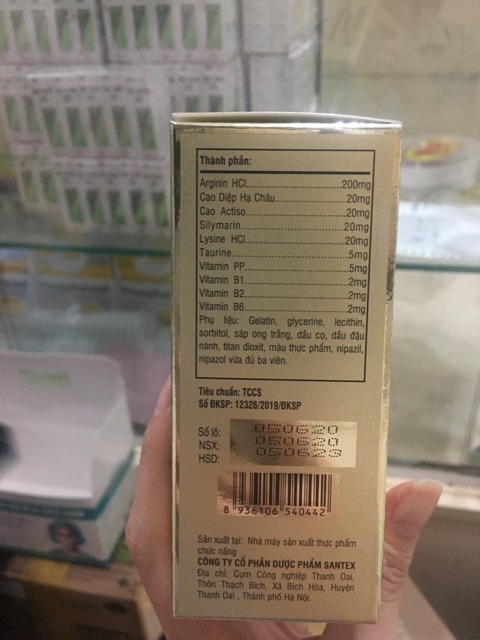 Thành phần:
Arginin HCl.....................................200mg
Cao Diệp Hạ Châu.........................20mg
Cao Actiso......................................20mg
Silymarin.........................................20mg
Lysine HCl......................................20mg
Taurine............................................5mg
Vitamin PP......................................5mg
Vitamin B1......................................2mg
Vitamin B2......................................2mg
Vitamin B6......................................2mg
Phụ liệu: Gelatin, glycerine, lecithin,
sorbitol, sáp ong trắng, dầu cọ, dầu đậu
nành, titan dioxit, màu thực phẩm, nipazil,
nipazol vừa đủ ba viên.
Tiêu chuẩn: TCCS
Số ĐKSP: 12326/2019/ĐKSP
Số lô: 050620
NSX: 050620
HSD: 050623
8 936106 540442
Sản xuất tại: Nhà máy sản xuất thực phẩm
chức năng
CÔNG TY CỔ PHẦN DƯỢC PHẨM SANTEX
Địa chỉ: Cụm Công nghiệp Thanh Oai,
Thôn Thạch Bích, Xã Bích Hòa, Huyện
Thanh Oai , Thành phố Hà Nội.